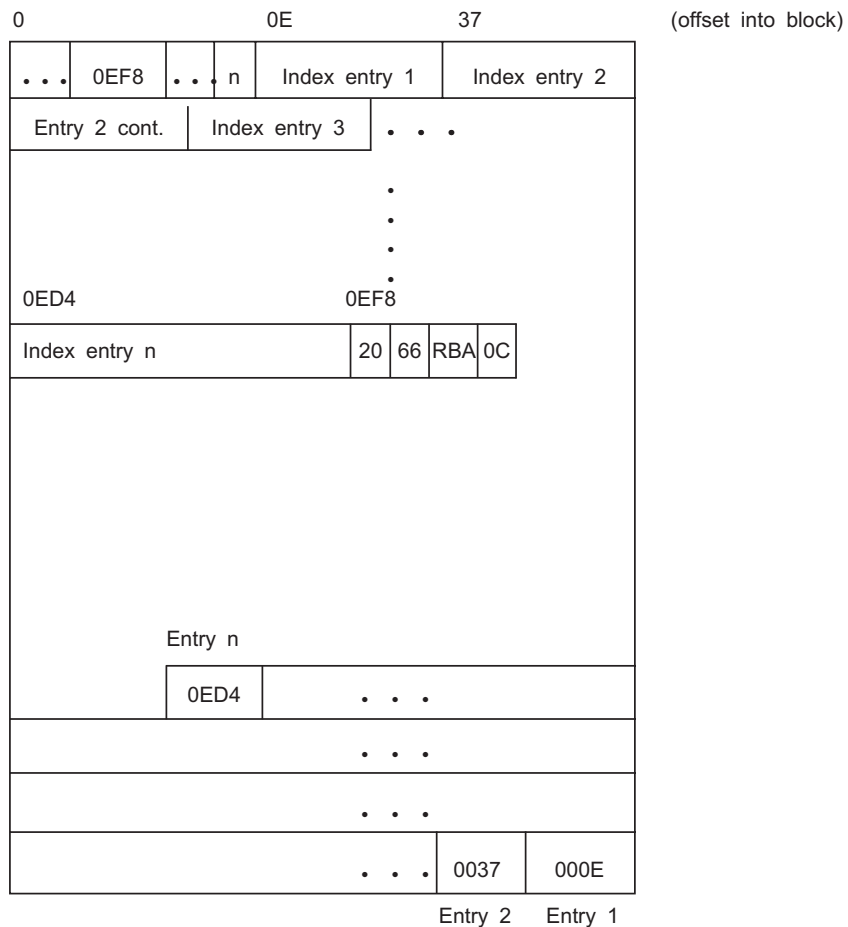 0 0E 37 (offset into block)
. . . 0EF8 . . . n Index entry 1 Index entry 2
Entry 2 cont. Index entry 3 . . .
.
.
.
.
0ED4 0EF8
Index entry n 20 66 RBA 0C
Entry n
0ED4 . . .
. . .
. . .
. . . 0037 000E
Entry 2 Entry 1